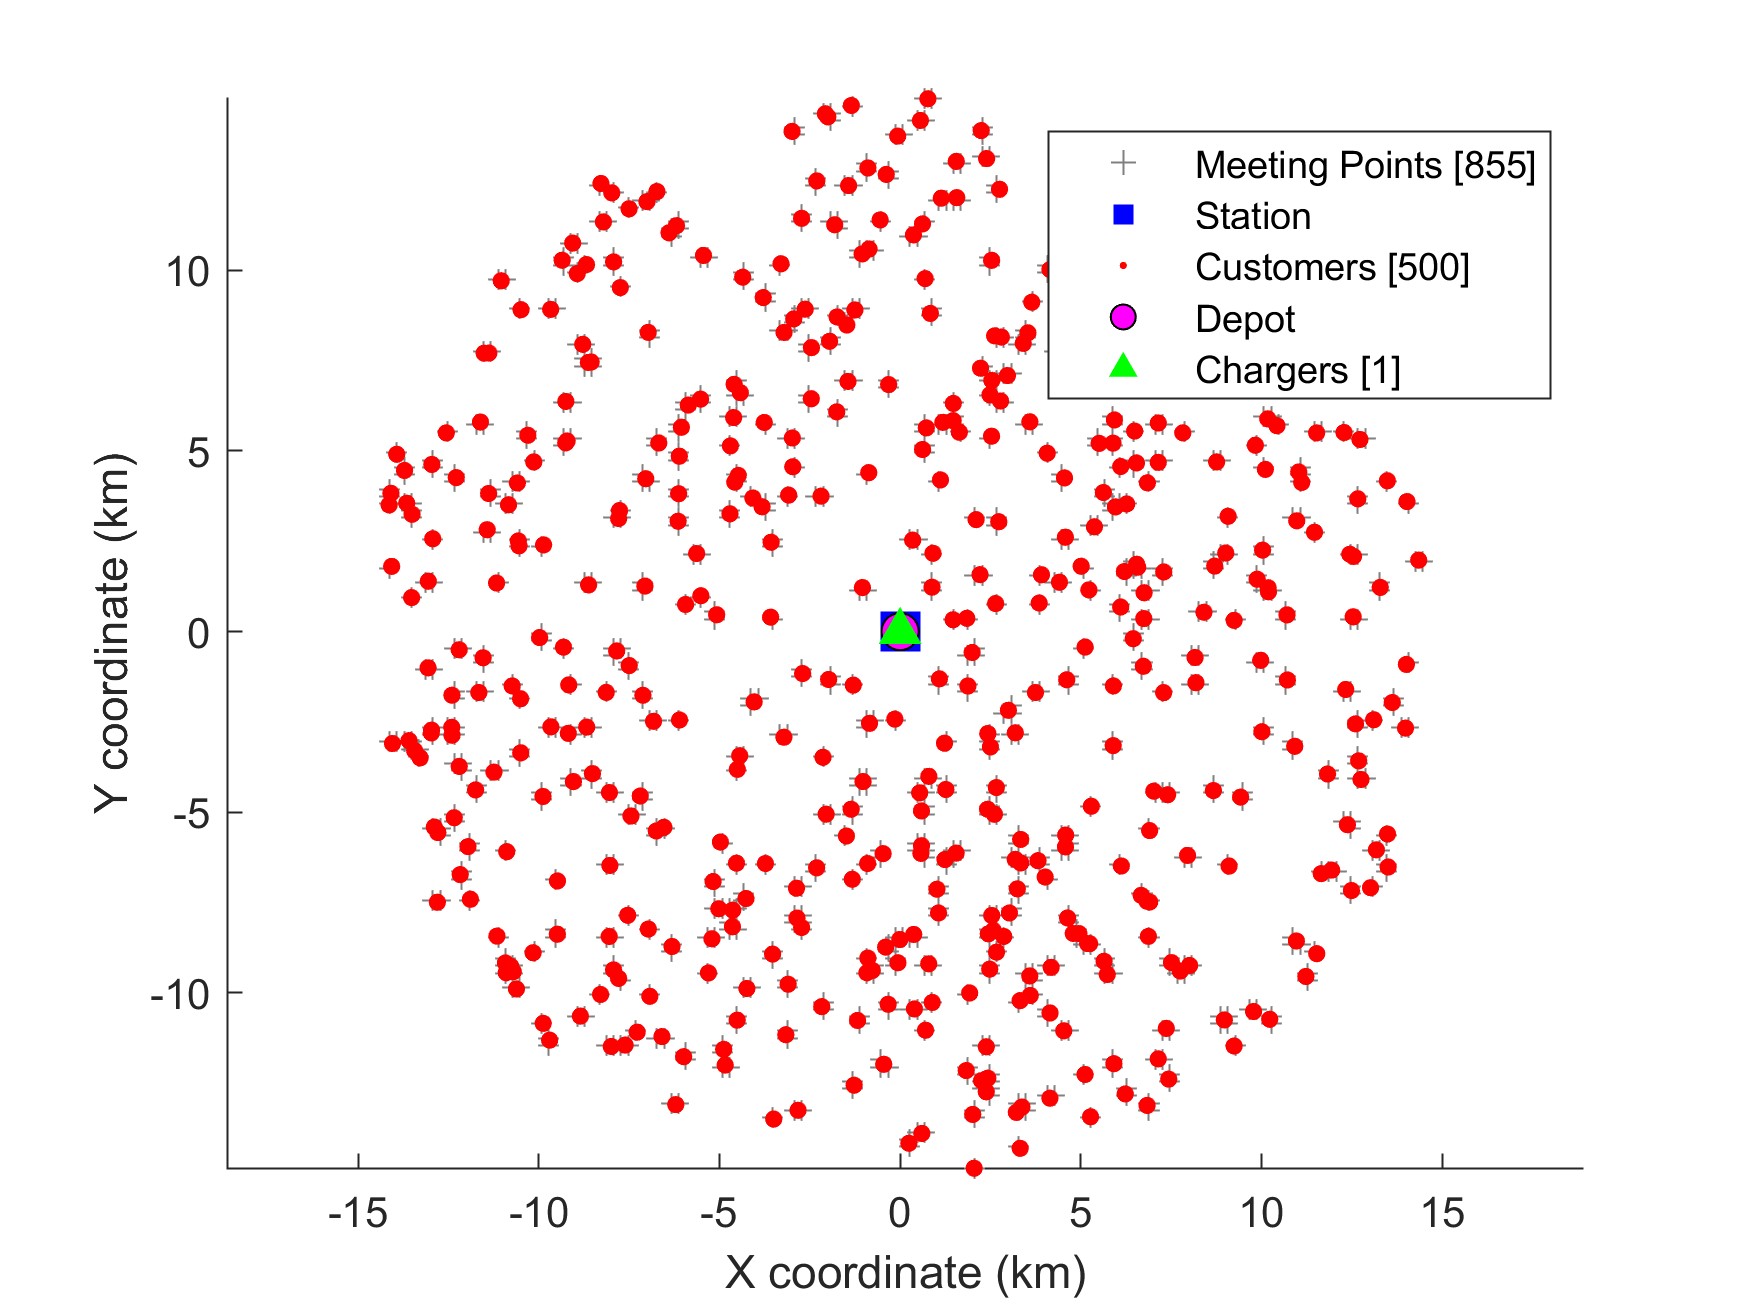 Meeting Points [855]
Station
Customers [500]
Depot
Chargers [1]
10
5
0
-5
-10
Y coordinate (km)
-15 -10 -5 0 5 10 15
X coordinate (km)